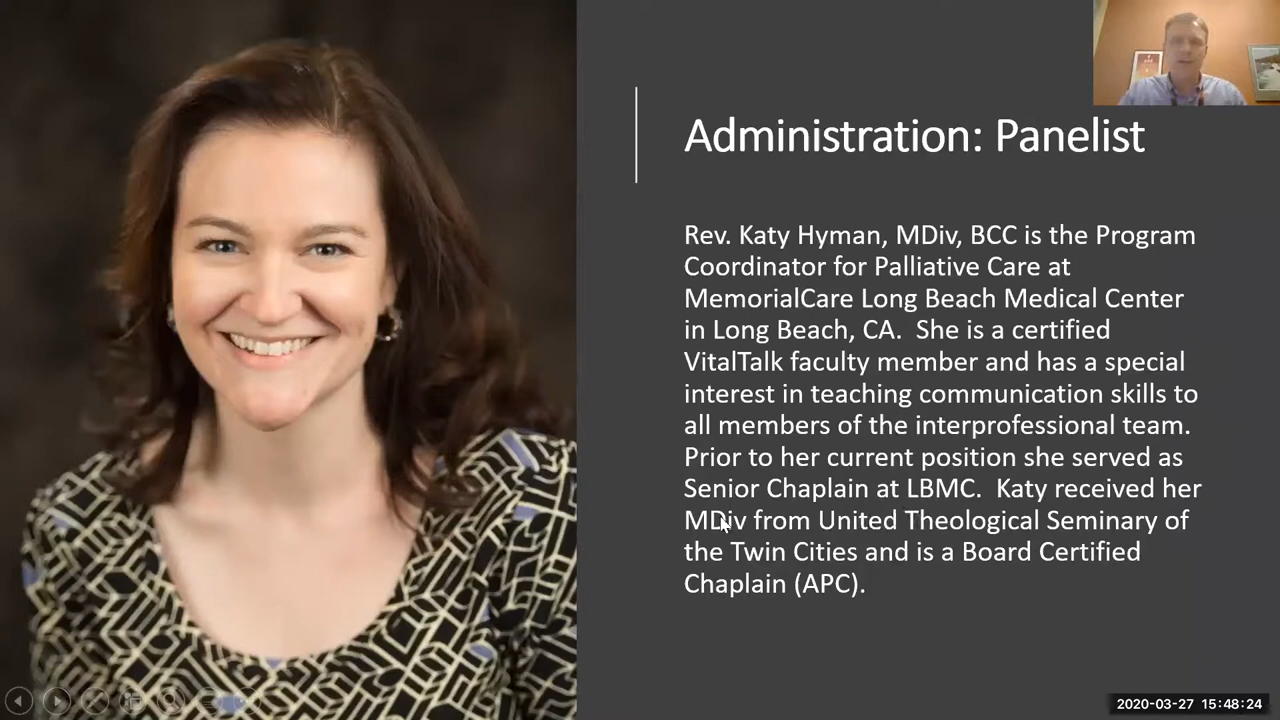 Administration: Panelist
Rev. Katy Hyman, MDiv, BCC is the Program
Coordinator for Palliative Care at
MemorialCare Long Beach Medical Center
in Long Beach, CA.  She is a certified
VitalTalk faculty member and has a special
interest in teaching communication skills to
all members of the interprofessional team.
Prior to her current position she served as
Senior Chaplain at LBMC.  Katy received her
MDiv from United Theological Seminary of
the Twin Cities and is a Board Certified
Chaplain (APC).
2020-03-27 15:48:24